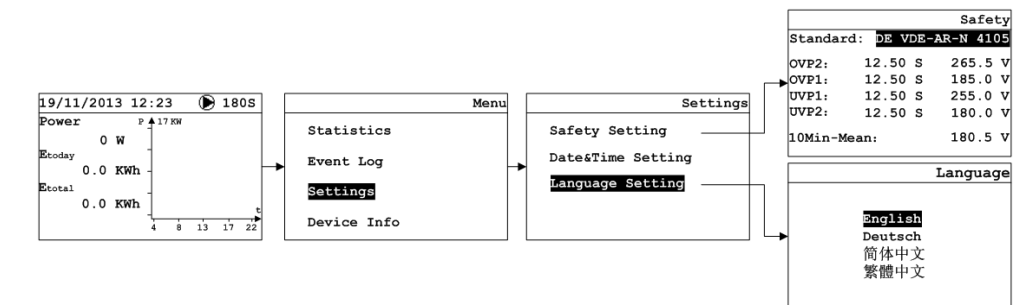 19/11/2013 12:23 180S
Power P 17 KW
0 W
Etoday
0.0 KWh
Etotal
0.0 KWh
t
4 8 13 17 22
Menu
Statistics
Event Log
Settings
Device Info
Settings
Safety Setting
Date&Time Setting
Language Setting
Safety
Standard: DE VDE-AR-N 4105
OVP2: 12.50 S 265.5 V
OVP1: 12.50 S 185.0 V
UVP1: 12.50 S 255.0 V
UVP2: 12.50 S 180.0 V
10Min-Mean: 180.5 V
Language
English
Deutsch
简体中文
繁體中文